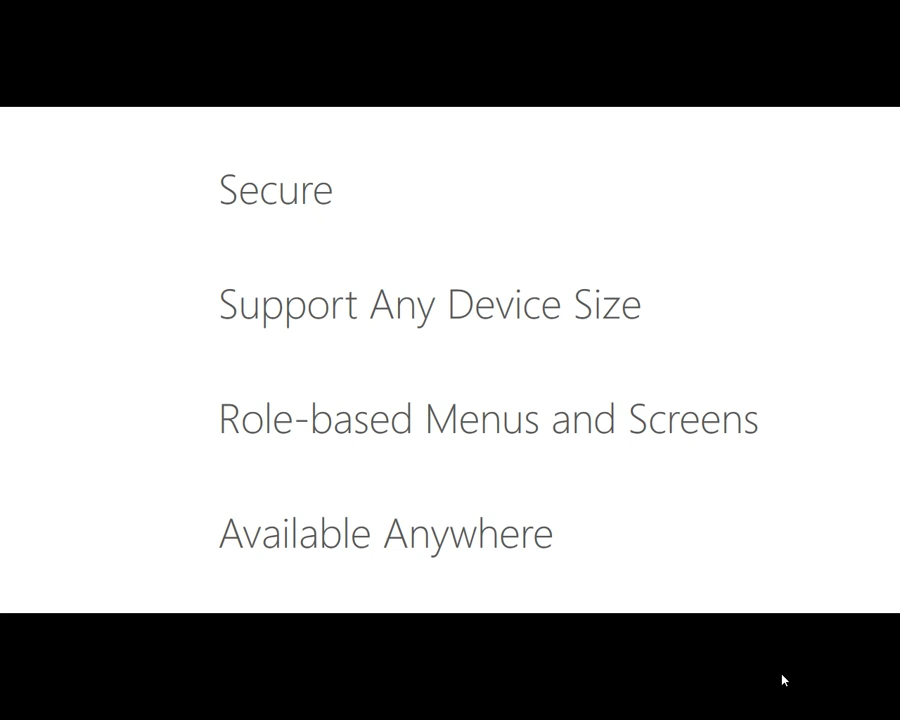 Secure
Support Any Device Size
Role-based Menus and Screens
Available Anywhere